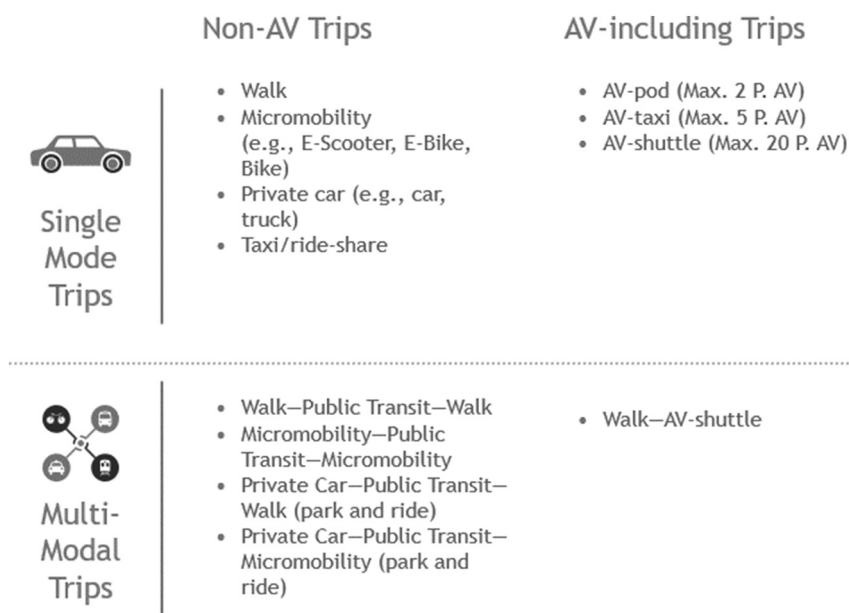 Non-AV Trips
AV-including Trips
Single
Mode
Trips
• Walk
• Micromobility
(e.g., E-Scooter, E-Bike,
Bike)
• Private car (e.g., car,
truck)
• Taxi/ride-share
• AV-pod (Max. 2 P. AV)
• AV-taxi (Max. 5 P. AV)
• AV-shuttle (Max. 20 P. AV)
Multi-
Modal
Trips
• Walk—Public Transit—Walk
• Micromobility—Public
Transit—Micromobility
• Private Car—Public Transit—
Walk (park and ride)
• Private Car—Public Transit—
Micromobility (park and
ride)
• Walk—AV-shuttle